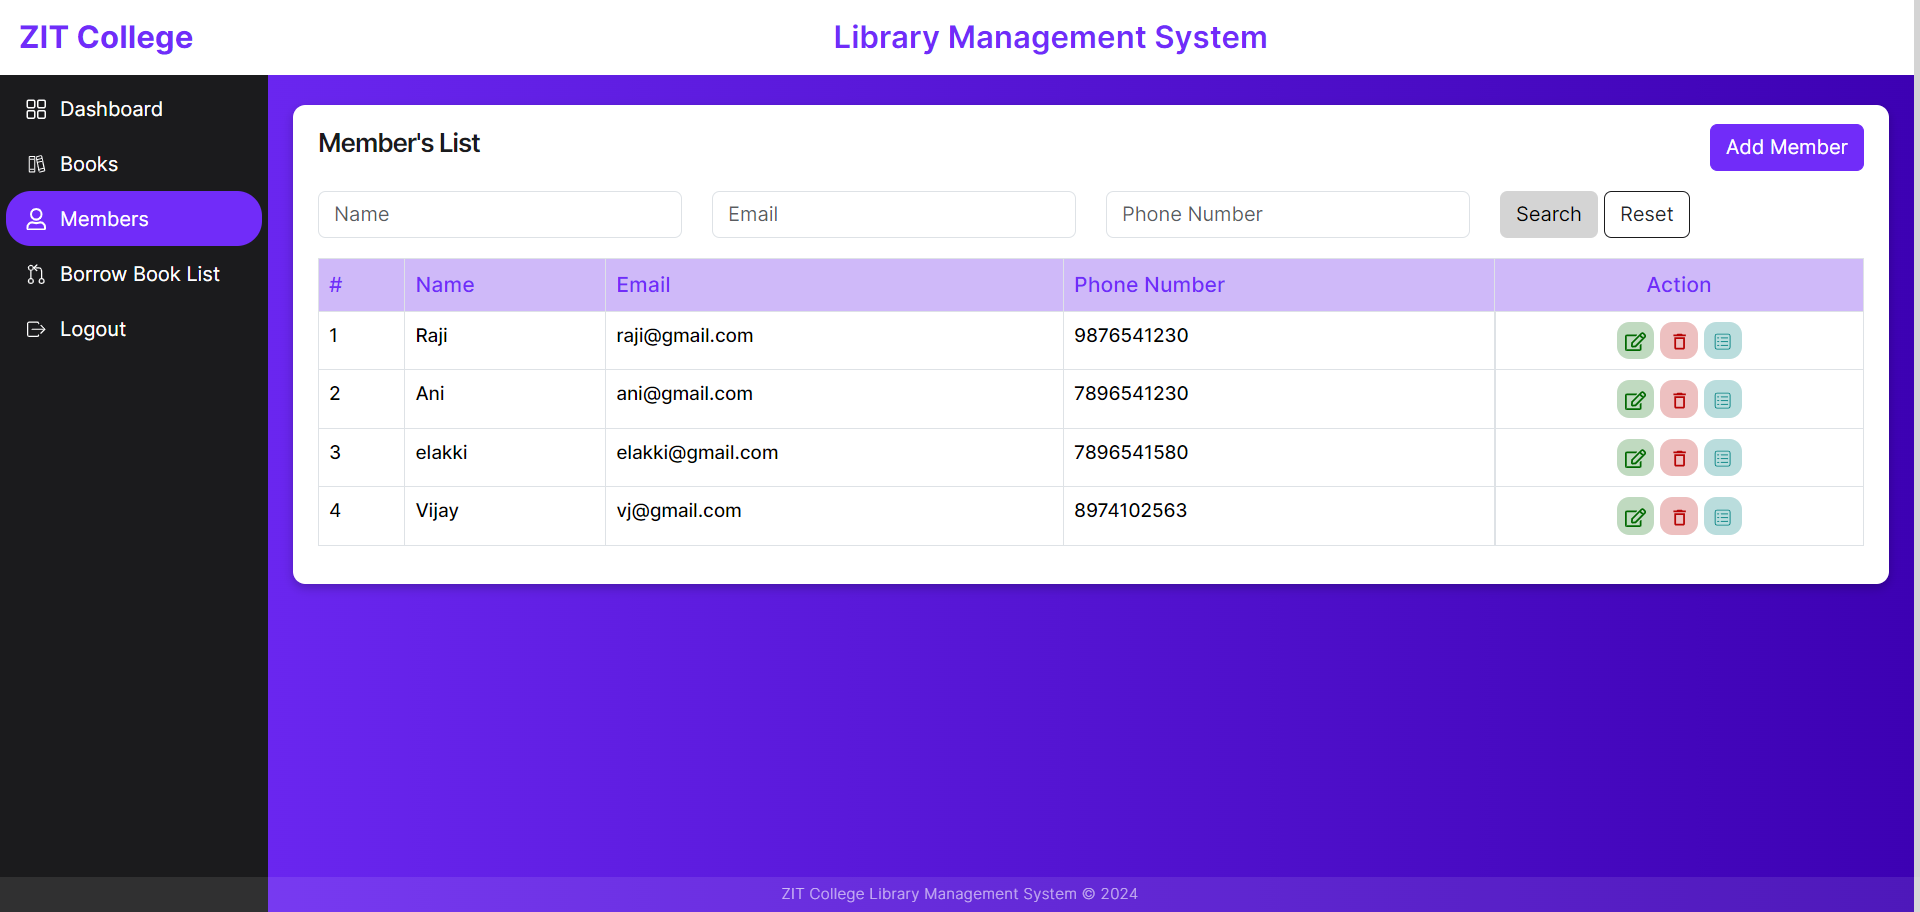 ZIT College
Library Management System
Dashboard
Books
Members
Borrow Book List
Logout
Member's List
Add Member
Name Email Phone Number Search Reset
# Name Email Phone Number Action
1 Raji raji@gmail.com 9876541230
2 Ani ani@gmail.com 7896541230
3 elakki elakki@gmail.com 7896541580
4 Vijay vj@gmail.com 8974102563
ZIT College Library Management System © 2024